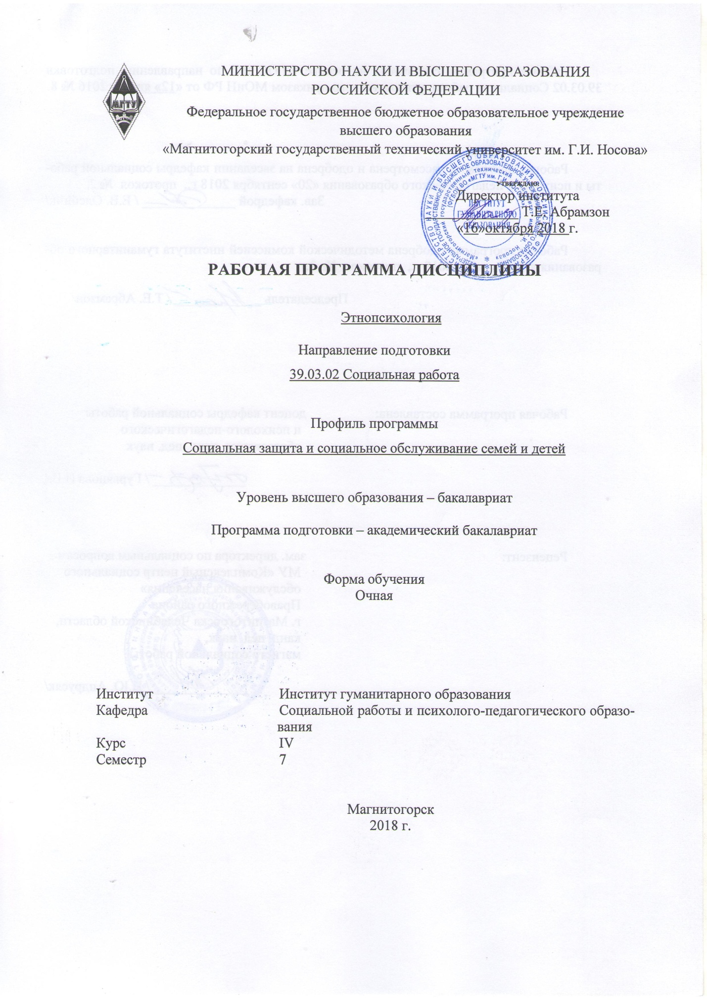 МИНИСТЕРСТВО НАУКИ И ВЫСШЕГО ОБРАЗОВАНИЯ
РОССИЙСКОЙ ФЕДЕРАЦИИ
Федеральное государственное бюджетное образовательное учреждение
высшего образования
«Магнитогорский государственный технический университет им. Г.И. Носова»
МГТУ
УТВЕРЖДАЮ:
Директор института
Т.Е. Абрамзон
«16»октября 2018 г.
ИНСТИТУТ
ГУМАНИТАРНОГО
ОБРАЗОВАНИЯ
РАБОЧАЯ ПРОГРАММА ДИСЦИПЛИНЫ
Этнопсихология
Направление подготовки
39.03.02 Социальная работа
Профиль программы
Социальная защита и социальное обслуживание семей и детей
Уровень высшего образования – бакалавриат
Программа подготовки – академический бакалавриат
Форма обучения
Очная
Институт Институт гуманитарного образования
Кафедра Социальной работы и психолого-педагогического образо-
вания
Курс IV
Семестр 7
Магнитогорск
2018 г.